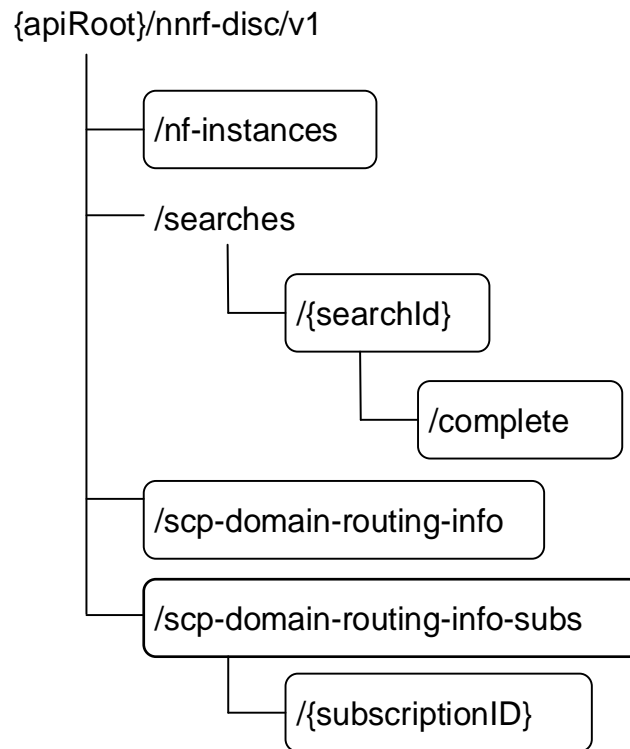 {apiRoot}/nnrf-disc/v1
/nf-instances
/searches
/{searchId}
/complete
/scp-domain-routing-info
/scp-domain-routing-info-subs
/{subscriptionID}